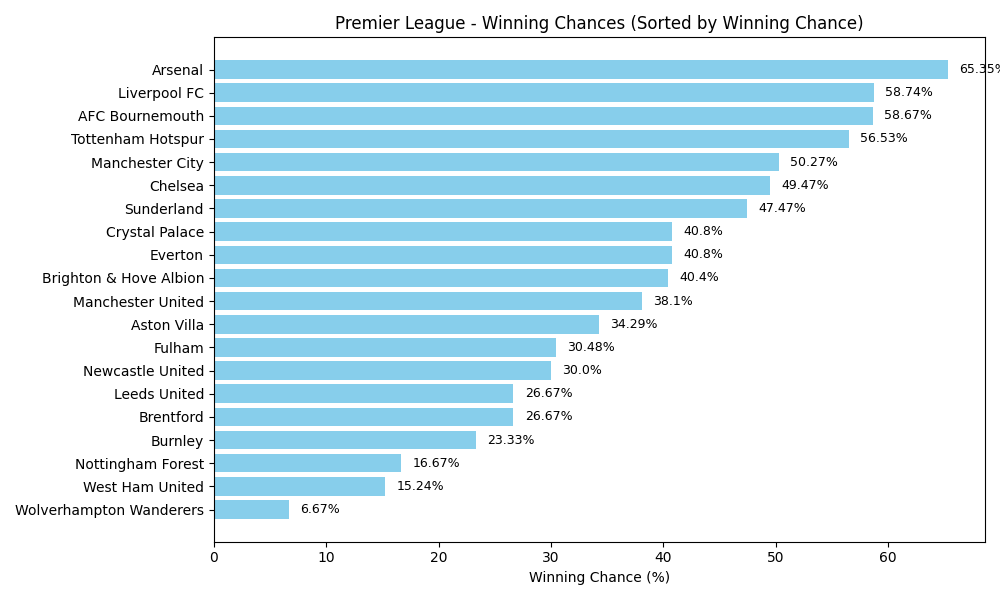 Premier League - Winning Chances (Sorted by Winning Chance)
Arsenal 65.35%
Liverpool FC 58.74%
AFC Bournemouth 58.67%
Tottenham Hotspur 56.53%
Manchester City 50.27%
Chelsea 49.47%
Sunderland 47.47%
Crystal Palace 40.8%
Everton 40.8%
Brighton & Hove Albion 40.4%
Manchester United 38.1%
Aston Villa 34.29%
Fulham 30.48%
Newcastle United 30.0%
Leeds United 26.67%
Brentford 26.67%
Burnley 23.33%
Nottingham Forest 16.67%
West Ham United 15.24%
Wolverhampton Wanderers 6.67%
0 10 20 30 40 50 60
Winning Chance (%)